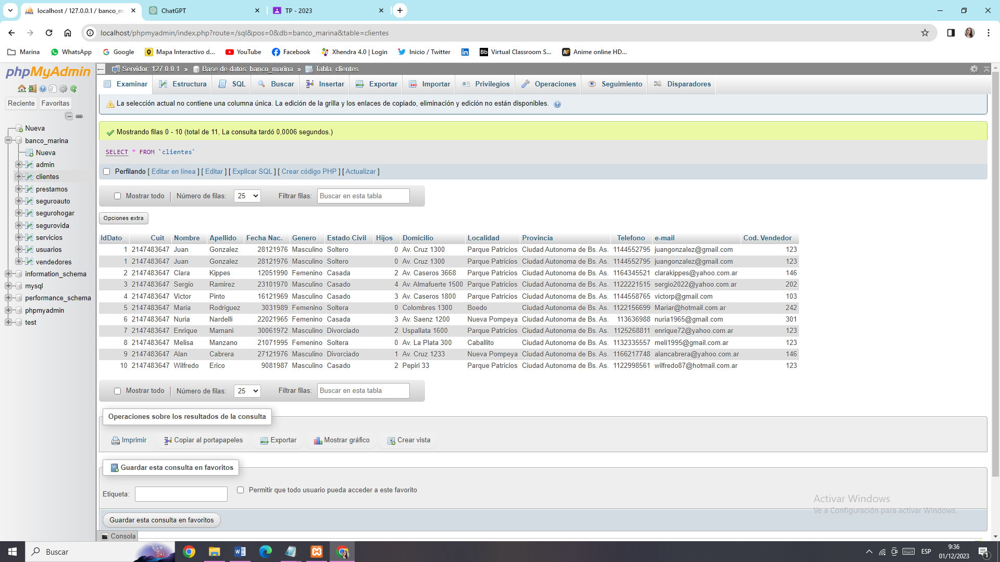 localhost / 127.0.0.1 / banco_m
ChatGPT
TP - 2023
localhost/phpmyadmin/index.php?route=/sql&pos=0&db=banco_marina&table=clientes
Marina
WhatsApp
Google
Mapa Interactivo d...
YouTube
Facebook
Xhendra 4.0 | Login
Inicio / Twitter
Virtual Classroom S...
Anime online HD...
phpMyAdmin
Reciente
Favoritas
Nueva
banco_marina
Nueva
admin
clientes
prestamos
seguroauto
segurohogar
segurovida
servicios
usuarios
vendedores
information_schema
mysql
performance_schema
phpmyadmin
test
Servidor: 127.0.0.1 » Base de datos: banco_marina » Tabla: clientes
Examinar Estructura SQL Buscar Insertar Exportar Importar Privilegios Operaciones Seguimiento Disparadores
La selección actual no contiene una columna única. La edición de la grilla y los enlaces de copiado, eliminación y edición no están disponibles.
Mostrando filas 0 - 10 (total de 11, La consulta tardó 0,0006 segundos.)
SELECT * FROM `clientes`
Perfilando [ Editar en línea ] [ Editar ] [ Explicar SQL ] [ Crear código PHP ] [ Actualizar ]
Mostrar todo | Número de filas: 25 Filtrar filas: Buscar en esta tabla
Opciones extra
IdDato Cuit Nombre Apellido Fecha Nac. Genero Estado Civil Hijos Domicilio Localidad Provincia Telefono e-mail Cod. Vendedor
1 2147483647 Juan Gonzalez 28121976 Masculino Soltero 0 Av. Cruz 1300 Parque Patricios Ciudad Autonoma de Bs. As. 1144552795 juangonzalez@gmail.com 123
1 2147483647 Juan Gonzalez 28121976 Masculino Soltero 0 Av. Cruz 1300 Parque Patricios Ciudad Autonoma de Bs. As. 1144552795 juangonzalez@gmail.com 123
2 2147483647 Clara Kippes 12051990 Femenino Casada 2 Av. Caseros 3668 Parque Patricios Ciudad Autonoma de Bs. As. 1164345521 clarakippes@yahoo.com.ar 146
3 2147483647 Sergio Ramirez 23101970 Masculino Casado 4 Av. Almafuerte 1500 Parque Patricios Ciudad Autonoma de Bs. As. 1122221515 sergio2022@yahoo.com.ar 202
4 2147483647 Victor Pinto 16121969 Masculino Casado 3 Av. Caseros 1800 Parque Patricios Ciudad Autonoma de Bs. As. 1144558765 victorp@gmail.com 103
5 2147483647 Maria Rodriguez 3031989 Femenino Soltera 0 Colombres 1300 Boedo Ciudad Autonoma de Bs. As. 1122156699 Mariar@hotmail.com.ar 242
6 2147483647 Nuria Nardelli 22021965 Femenino Casada 3 Av. Saenz 1200 Nueva Pompeya Ciudad Autonoma de Bs. As. 113636988 nuria1965@gmail.com 301
7 2147483647 Enrique Mamani 30061972 Masculino Divorciado 2 Uspallata 1600 Parque Patricios Ciudad Autonoma de Bs. As. 1125268811 enrique72@yahoo.com.ar 123
8 2147483647 Melisa Manzano 21071995 Femenino Soltera 0 Av. La Plata 300 Caballito Ciudad Autonoma de Bs. As. 1132335557 meli1995@gmail.com.ar 123
9 2147483647 Alan Cabrera 27121976 Masculino Divorciado 1 Av. Cruz 1233 Nueva Pompeya Ciudad Autonoma de Bs. As. 1166217748 alancabrera@yahoo.com.ar 146
10 2147483647 Wilfredo Erico 9081987 Masculino Casado 2 Pepiri 33 Parque Patricios Ciudad Autonoma de Bs. As. 1122998561 wilfredo87@hotmail.com.ar 123
Mostrar todo | Número de filas: 25 Filtrar filas: Buscar en esta tabla
Operaciones sobre los resultados de la consulta
Imprimir Copiar al portapapeles Exportar Mostrar gráfico Crear vista
Guardar esta consulta en favoritos
Etiqueta: Permitir que todo usuario pueda acceder a este favorito
Guardar esta consulta en favoritos
Consola
Activar Windows
Ve a Configuración para activar Windows.
Buscar
ESP
9:36
01/12/2023
1